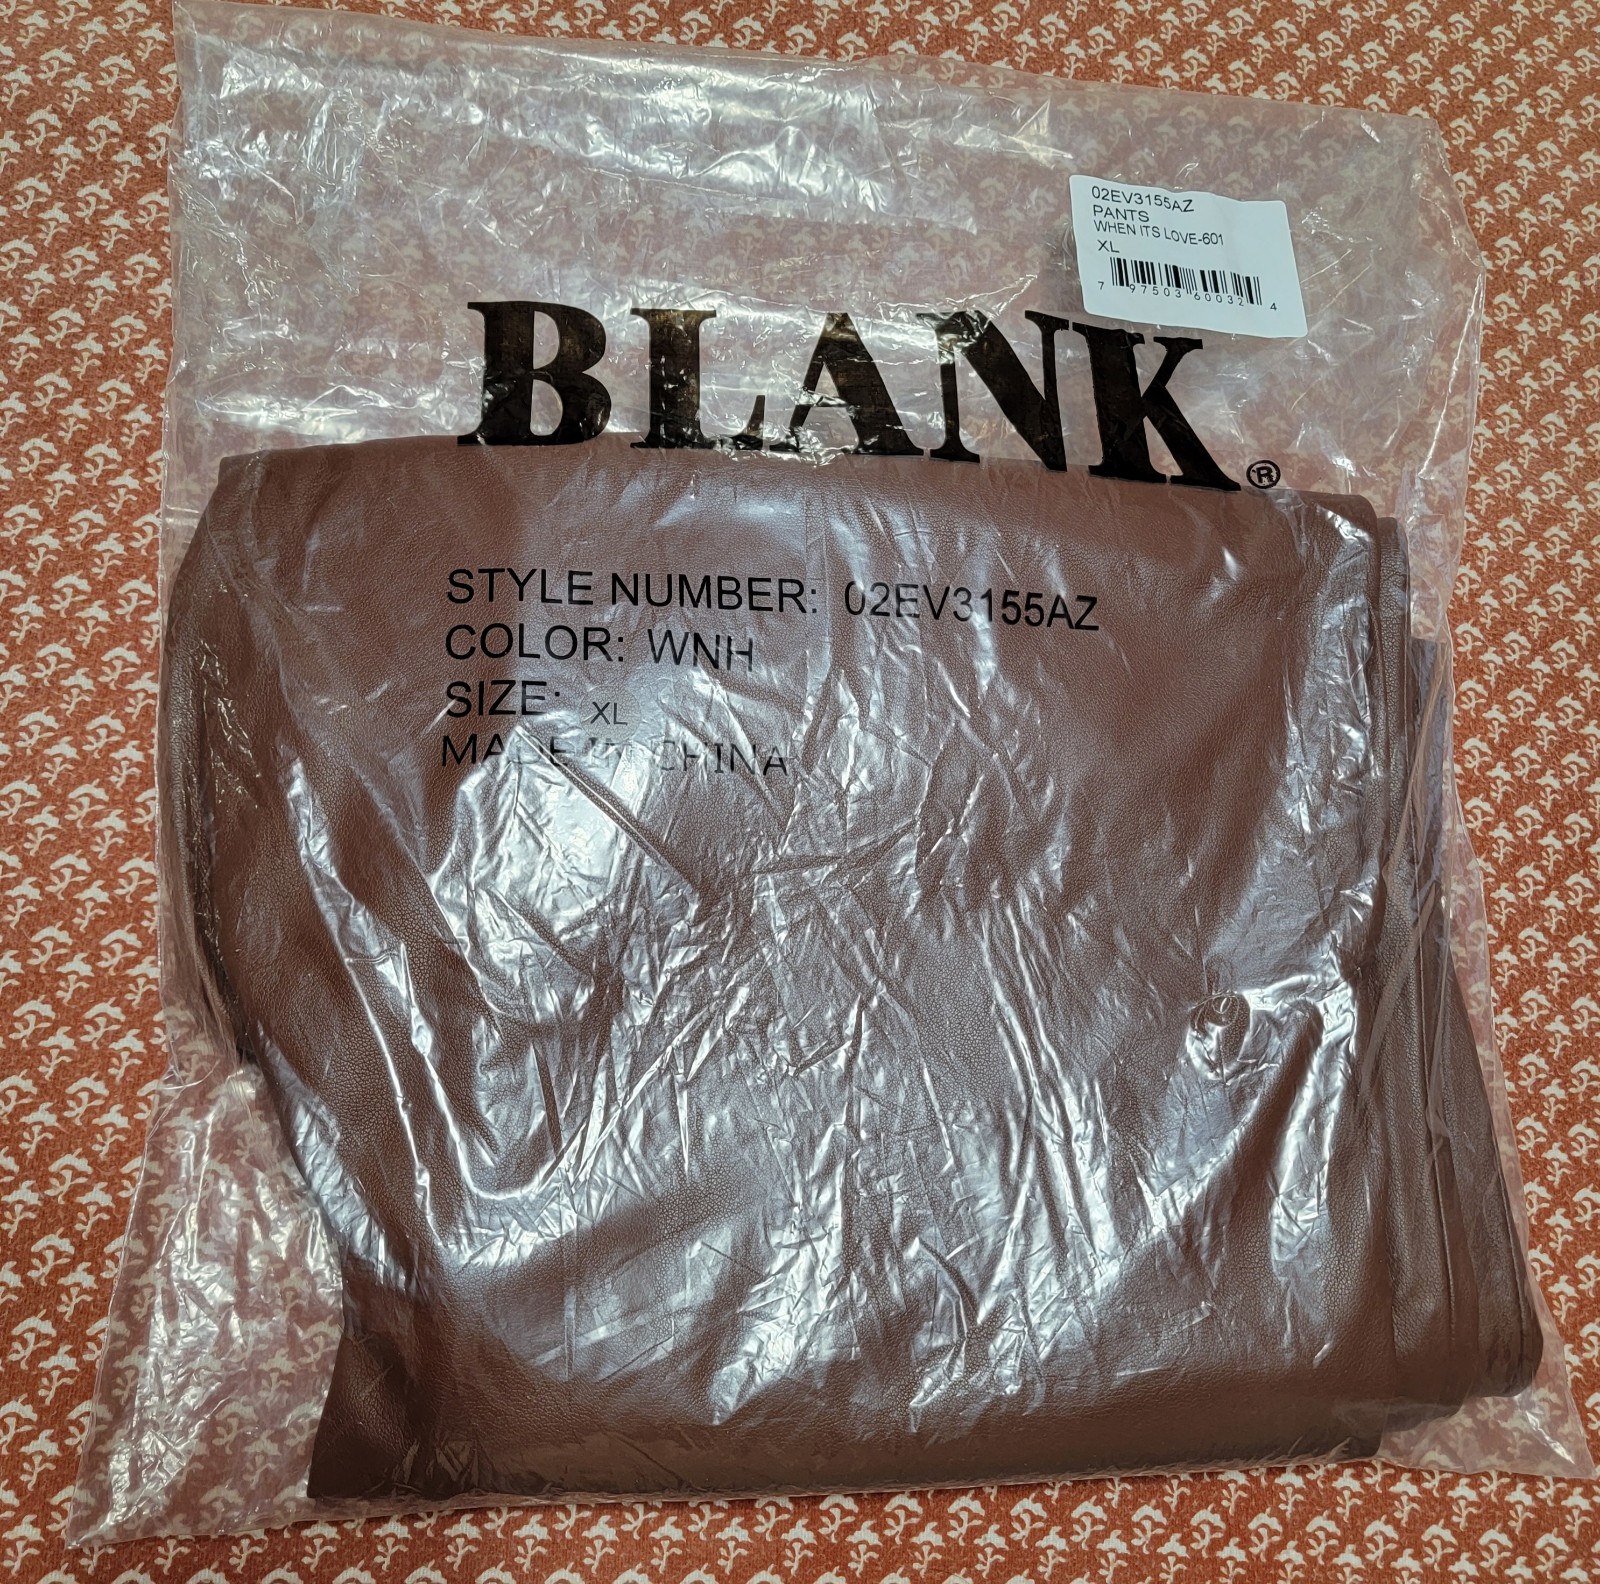 02EV3155AZ
PANTS
WHEN ITS LOVE-601
XL
7 97503 60032 4
BLANK®
STYLE NUMBER: 02EV3155AZ
COLOR: WNH
SIZE: XL
MADE IN CHINA